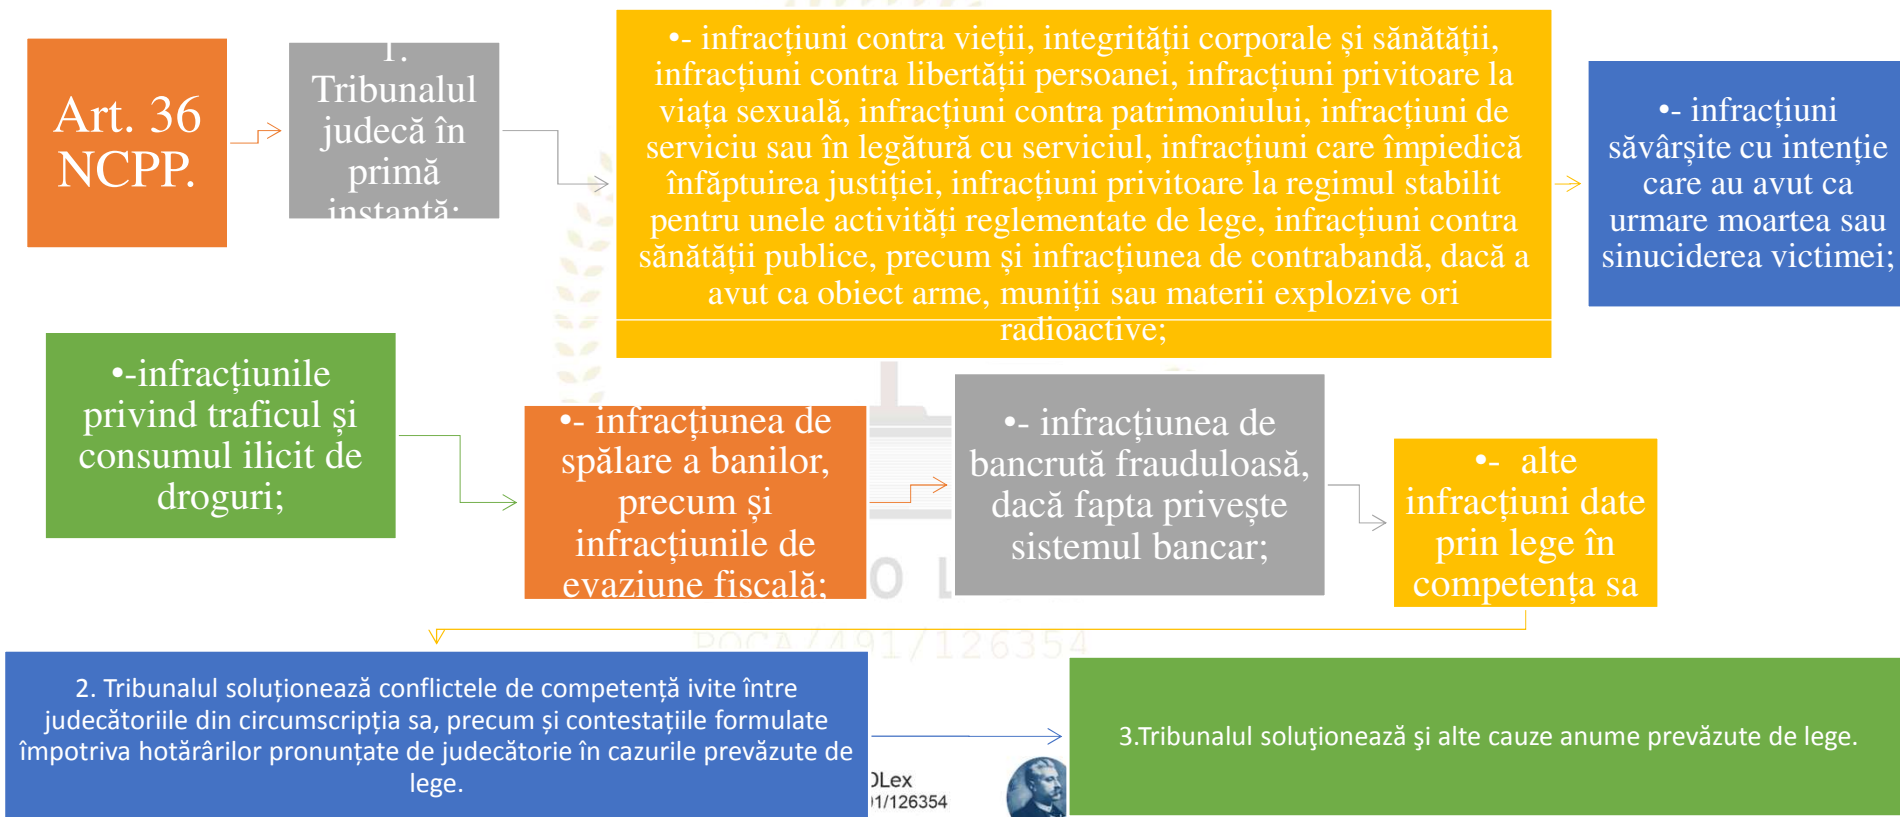 Art. 36
NCPP.
1.
Tribunalul
judecă în
primă
instanță:
•- infracțiuni contra vieții, integrității corporale și sănătății,
infracțiuni contra libertății persoanei, infracțiuni privitoare la
viața sexuală, infracțiuni contra patrimoniului, infracțiuni de
serviciu sau în legătură cu serviciul, infracțiuni care împiedică
înfăptuirea justiției, infracțiuni privitoare la regimul stabilit
pentru unele activități reglementate de lege, infracțiuni contra
sănătății publice, precum și infracțiunea de contrabandă, dacă a
avut ca obiect arme, muniții sau materii explozive ori
radioactive;
•- infracțiuni
săvârșite cu intenție
care au avut ca
urmare moartea sau
sinuciderea victimei;
•-infracțiunile
privind traficul și
consumul ilicit de
droguri;
•- infracțiunea de
spălare a banilor,
precum și
infracțiunile de
evaziune fiscală;
•- infracțiunea de
bancrută frauduloasă,
dacă fapta privește
sistemul bancar;
•- alte
infracțiuni date
prin lege în
competența sa
POCA/491/126354
2. Tribunalul soluționează conflictele de competență ivite între
judecătoriile din circumscripția sa, precum și contestațiile formulate
împotriva hotărârilor pronunțate de judecătorie în cazurile prevăzute de
lege.
3.Tribunalul soluţionează şi alte cauze anume prevăzute de lege.
Lex
1/126354